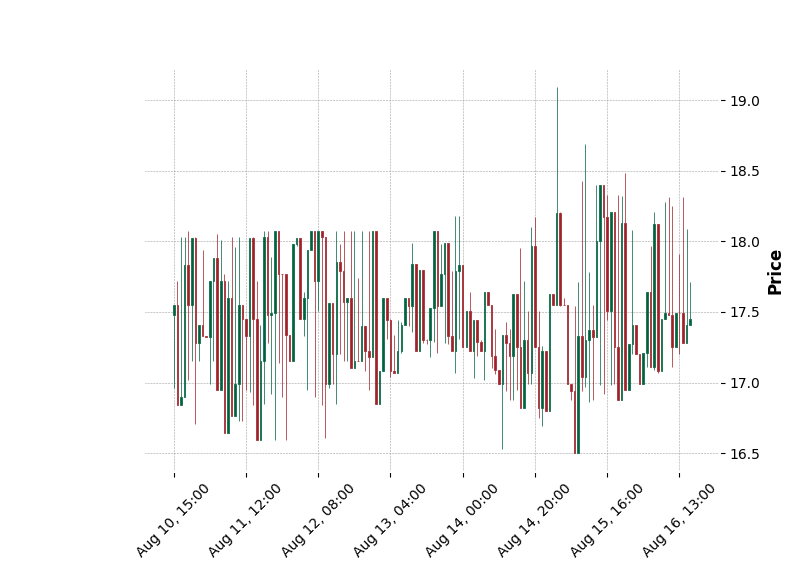 19.0
18.5
18.0
17.5
17.0
16.5
Price
Aug 10, 15:00
Aug 11, 12:00
Aug 12, 08:00
Aug 13, 04:00
Aug 14, 00:00
Aug 14, 20:00
Aug 15, 16:00
Aug 16, 13:00